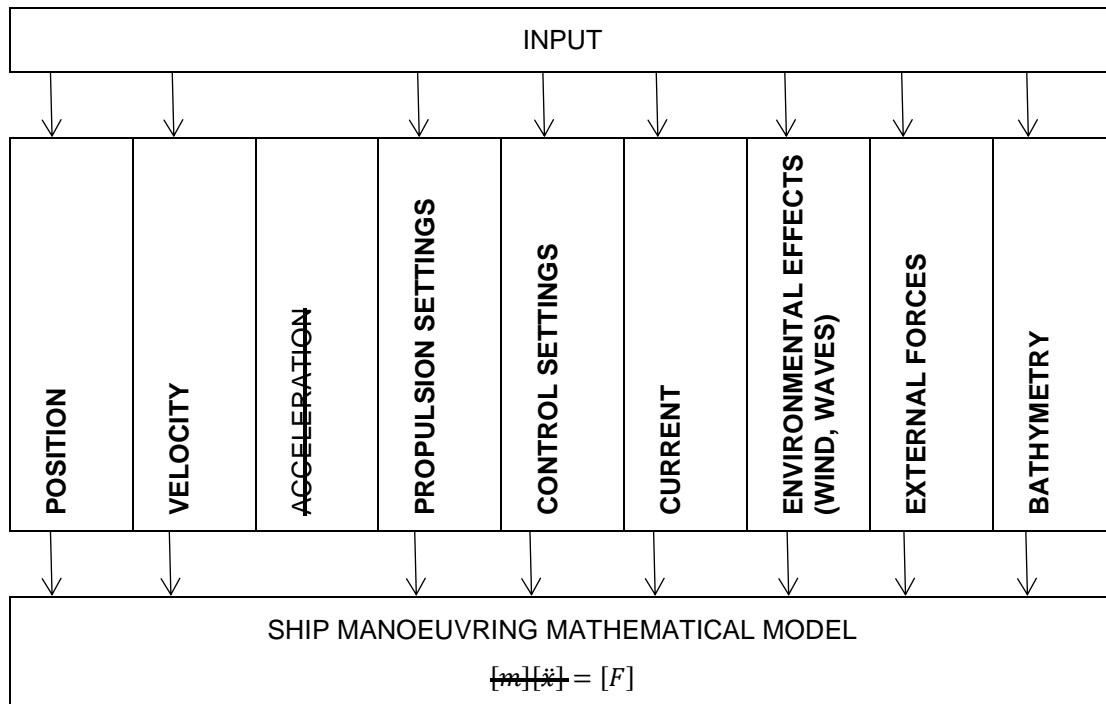 INPUT
POSITION
VELOCITY
ACCELERATION
PROPULSION SETTINGS
CONTROL SETTINGS
CURRENT
ENVIRONMENTAL EFFECTS
(WIND, WAVES)
EXTERNAL FORCES
BATHYMETRY
SHIP MANOEUVRING MATHEMATICAL MODEL
[m][ẍ] = [F]